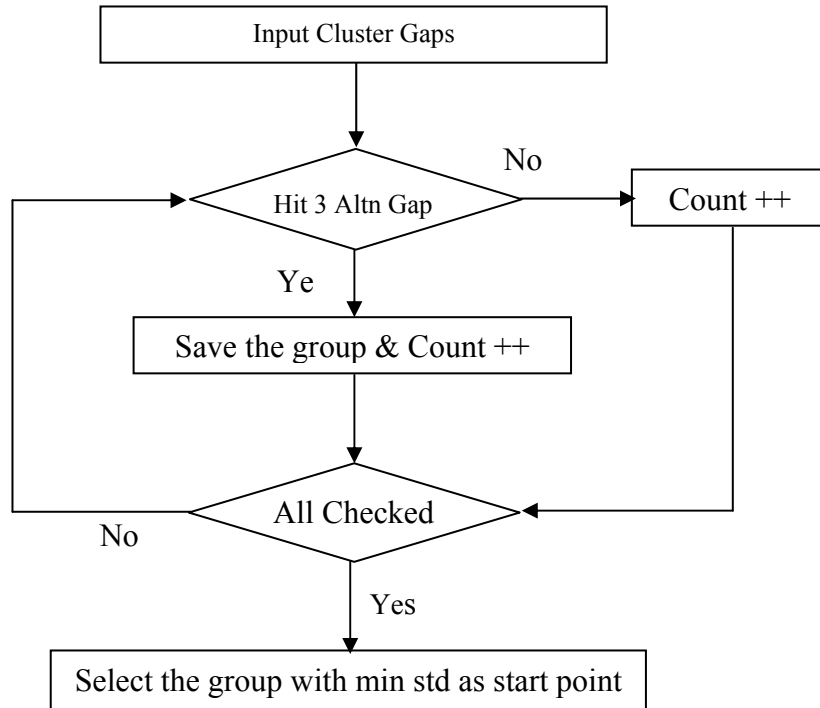 Input Cluster Gaps
No
Hit 3 Altn Gap
Count ++
Ye
Save the group & Count ++
All Checked
No
Yes
Select the group with min std as start point